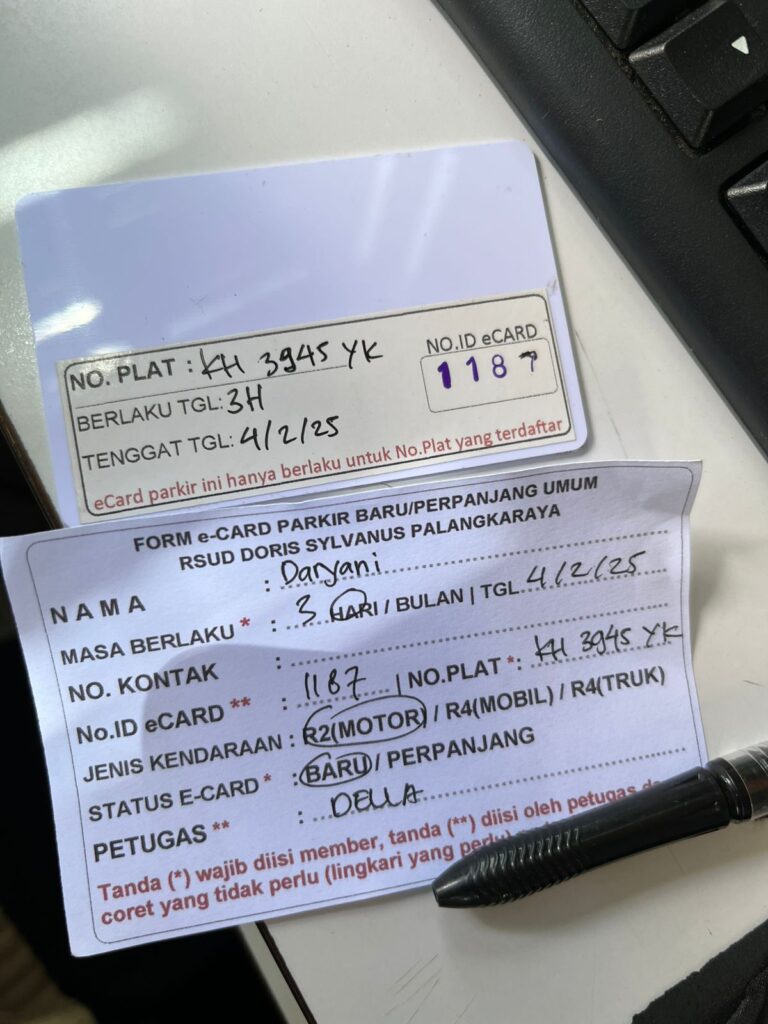 NO. PLAT : KH 3945 YK
NO.ID eCARD
1187
BERLAKU TGL: 3H
TENGGAT TGL: 4/2/25
eCard parkir ini hanya berlaku untuk No.Plat yang terdaftar
FORM e-CARD PARKIR BARU/PERPANJANG UMUM
RSUD DORIS SYLVANUS PALANGKARAYA
NAMA : Daryani
MASA BERLAKU * : 3 HARI / BULAN | TGL 4/2/25
NO. KONTAK :
No.ID eCARD ** : 1187 | NO.PLAT *: KH 3945 YK
JENIS KENDARAAN : R2(MOTOR) / R4(MOBIL) / R4(TRUK)
STATUS E-CARD * : BARU / PERPANJANG
PETUGAS ** : DELLA
Tanda (*) wajib diisi member, tanda (**) diisi oleh petugas
coret yang tidak perlu (lingkari yang